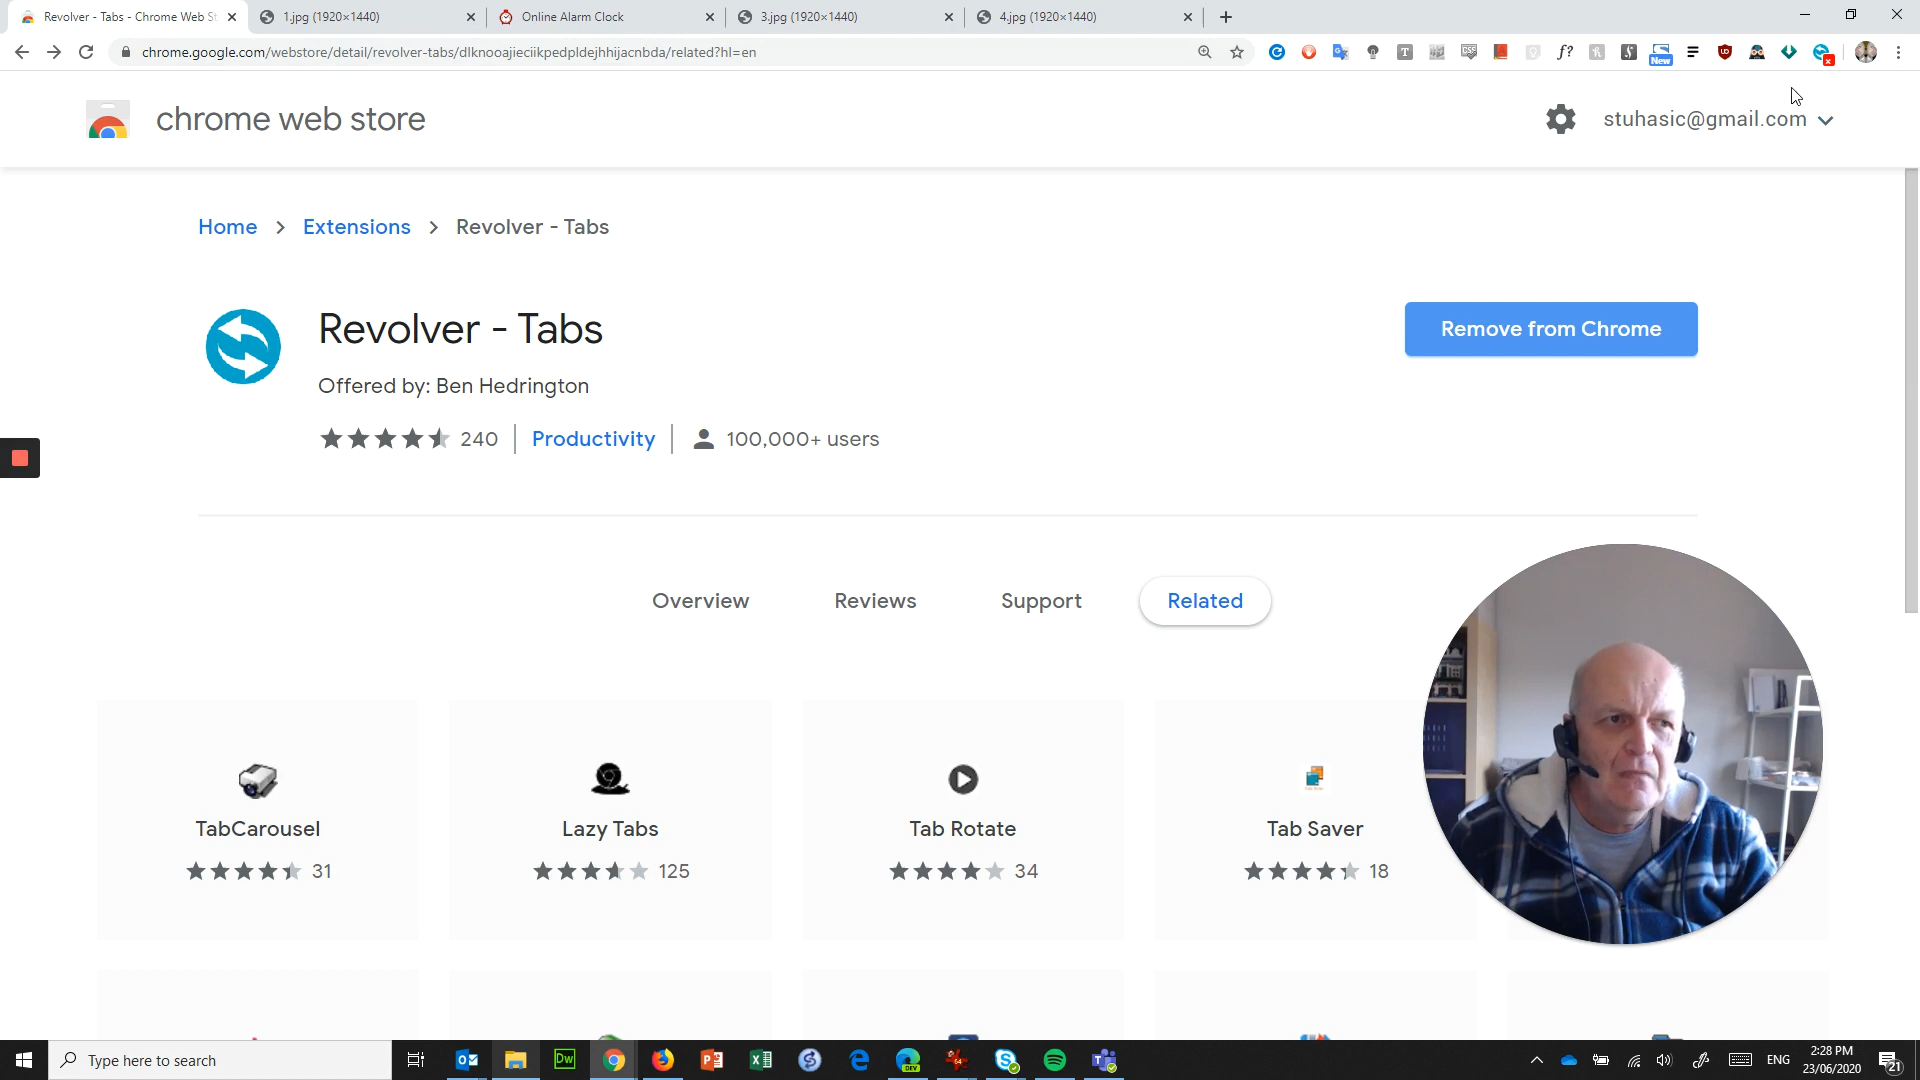 Revolver - Tabs - Chrome Web St
1.jpg (1920×1440)
Online Alarm Clock
3.jpg (1920×1440)
4.jpg (1920×1440)
chrome.google.com/webstore/detail/revolver-tabs/dlknooajieciikpedpldejhhijacnbda/related?hl=en
New
chrome web store
stuhasic@gmail.com
Home > Extensions > Revolver - Tabs
Revolver - Tabs
Remove from Chrome
Offered by: Ben Hedrington
240 | Productivity | 100,000+ users
Overview
Reviews
Support
Related
TabCarousel
Lazy Tabs
Tab Rotate
Tab Saver
31
125
34
18
Type here to search
Dw
DEV
ENG
2:28 PM
23/06/2020
21